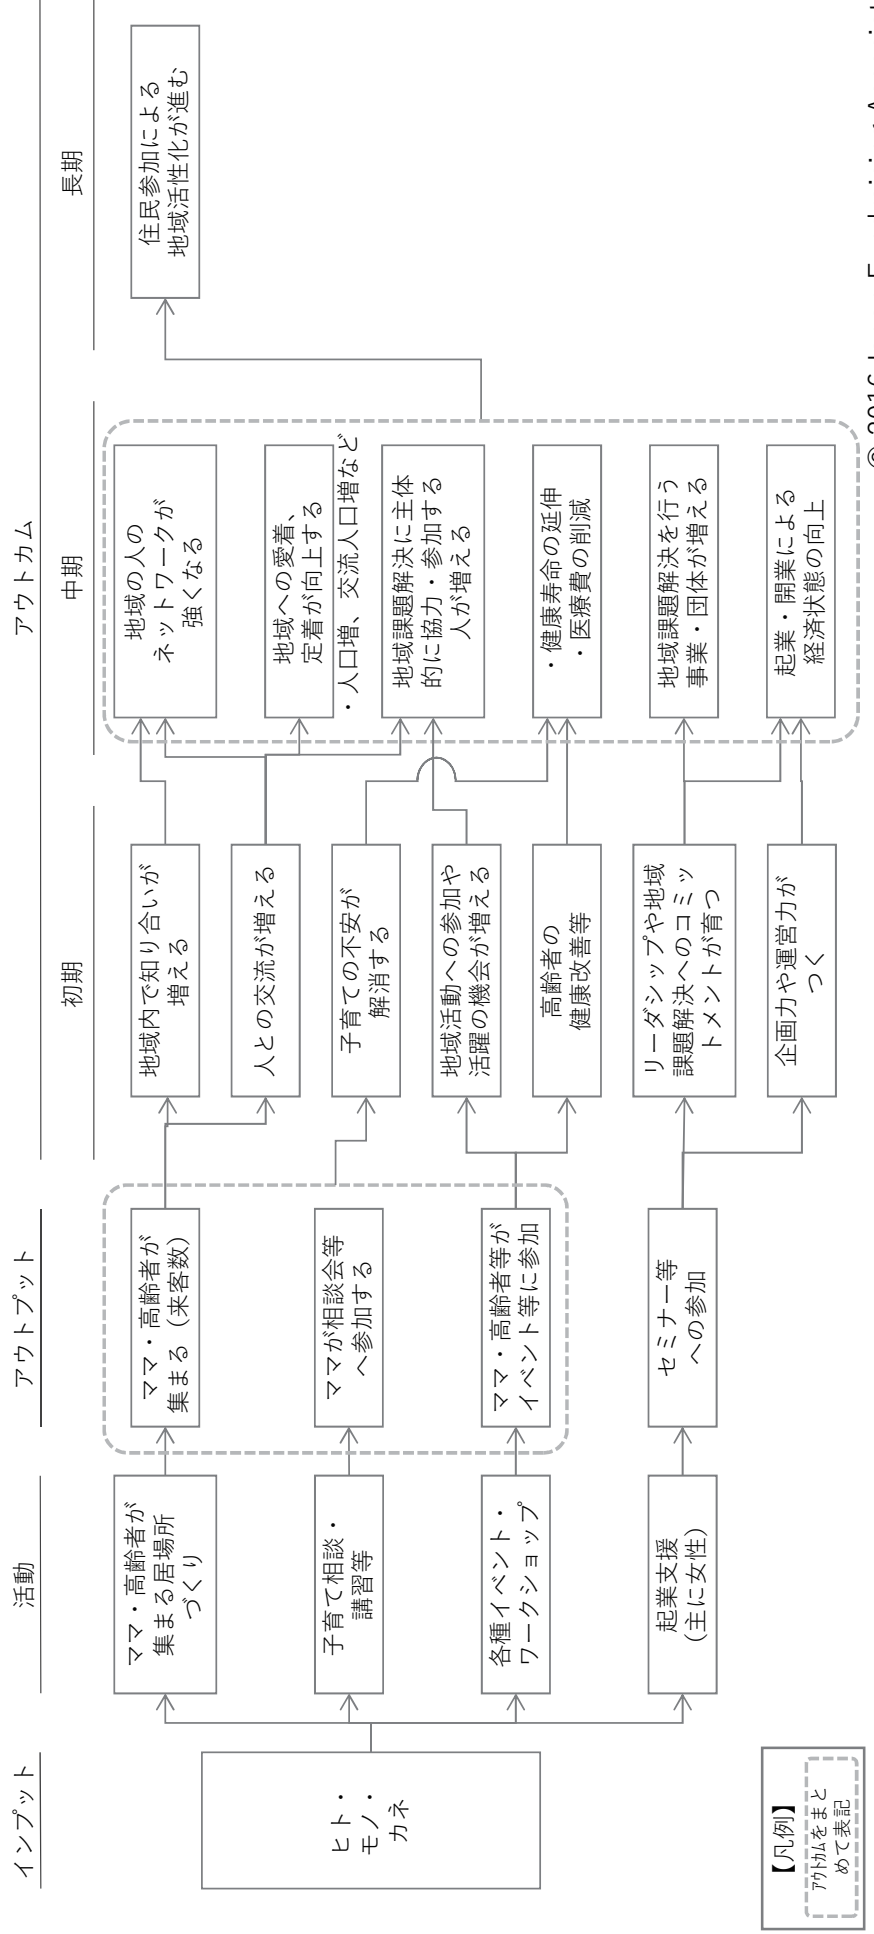 インプット
活動
アウトプット
アウトカム
初期
中期
長期
ヒト・
モノ・
カネ
ママ・高齢者が
集まる居場所
づくり
子育て相談・
講習等
各種イベント・
ワークショップ
起業支援
（主に女性）
ママ・高齢者が
集まる（来客数）
ママが相談会等
へ参加する
ママ・高齢者等が
イベント等に参加
セミナー等
への参加
地域内で知り合いが
増える
人との交流が増える
子育ての不安が
解消する
地域活動への参加や
活躍の機会が増える
高齢者の
健康改善等
リーダシップや地域
課題解決へのコミッ
トメントが育つ
企画力や運営力が
つく
地域の人の
ネットワークが
強くなる
地域への愛着、
定着が向上する
・人口増、交流人口増など
地域課題解決に主体
的に協力・参加する
人が増える
・健康寿命の延伸
・医療費の削減
地域課題解決を行う
事業・団体が増える
起業・開業による
経済状態の向上
住民参加による
地域活性化が進む
【凡例】
ｱｳﾄｶﾑをまと
めて表記
© 2016